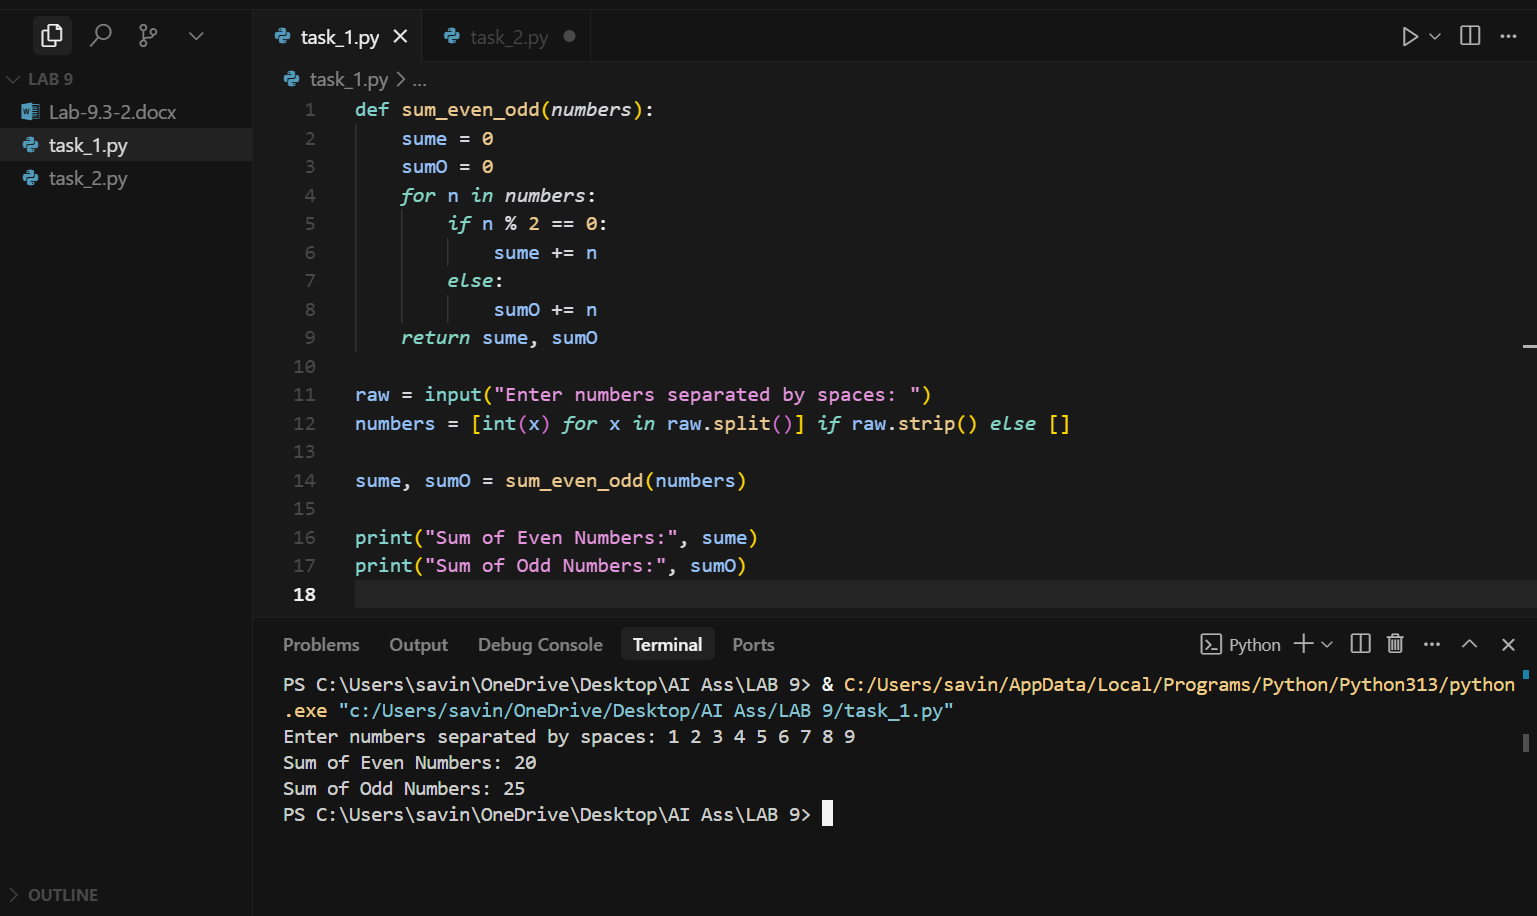 task_1.py
task_2.py
LAB 9
Lab-9.3-2.docx
task_1.py
task_2.py
OUTLINE
task_1.py > ...
1 def sum_even_odd(numbers):
2     sume = 0
3     sumO = 0
4     for n in numbers:
5         if n % 2 == 0:
6             sume += n
7         else:
8             sumO += n
9     return sume, sumO
10
11 raw = input("Enter numbers separated by spaces: ")
12 numbers = [int(x) for x in raw.split()] if raw.strip() else []
13
14 sume, sumO = sum_even_odd(numbers)
15
16 print("Sum of Even Numbers:", sume)
17 print("Sum of Odd Numbers:", sumO)
18
Problems Output Debug Console Terminal Ports Python
PS C:\Users\savin\OneDrive\Desktop\AI Ass\LAB 9> & C:/Users/savin/AppData/Local/Programs/Python/Python313/python
.exe "c:/Users/savin/OneDrive/Desktop/AI Ass/LAB 9/task_1.py"
Enter numbers separated by spaces: 1 2 3 4 5 6 7 8 9
Sum of Even Numbers: 20
Sum of Odd Numbers: 25
PS C:\Users\savin\OneDrive\Desktop\AI Ass\LAB 9>